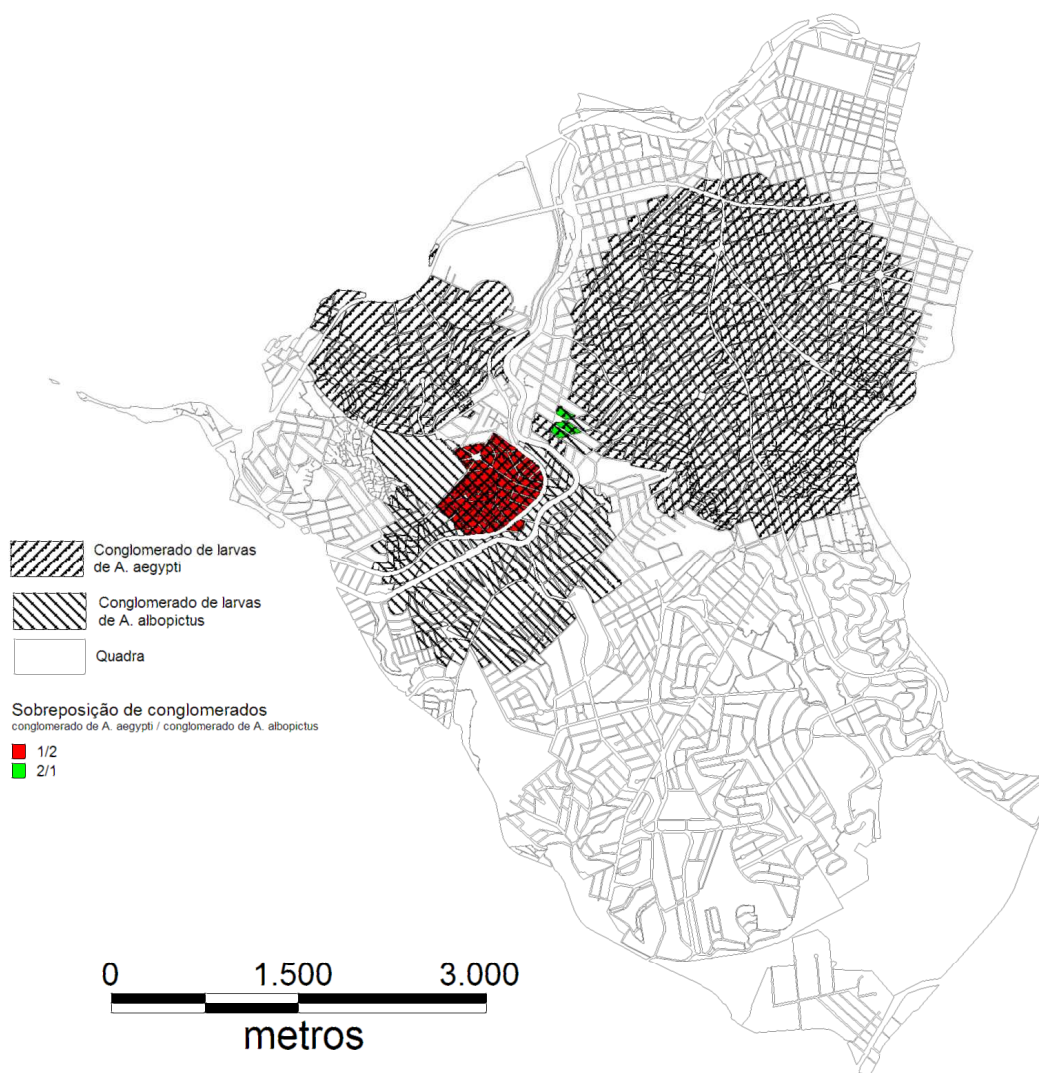 Conglomerado de larvas
de A. aegypti
Conglomerado de larvas
de A. albopictus
Quadra
Sobreposição de conglomerados
conglomerado de A. aegypti / conglomerado de A. albopictus
1/2
2/1
0 1.500 3.000
metros